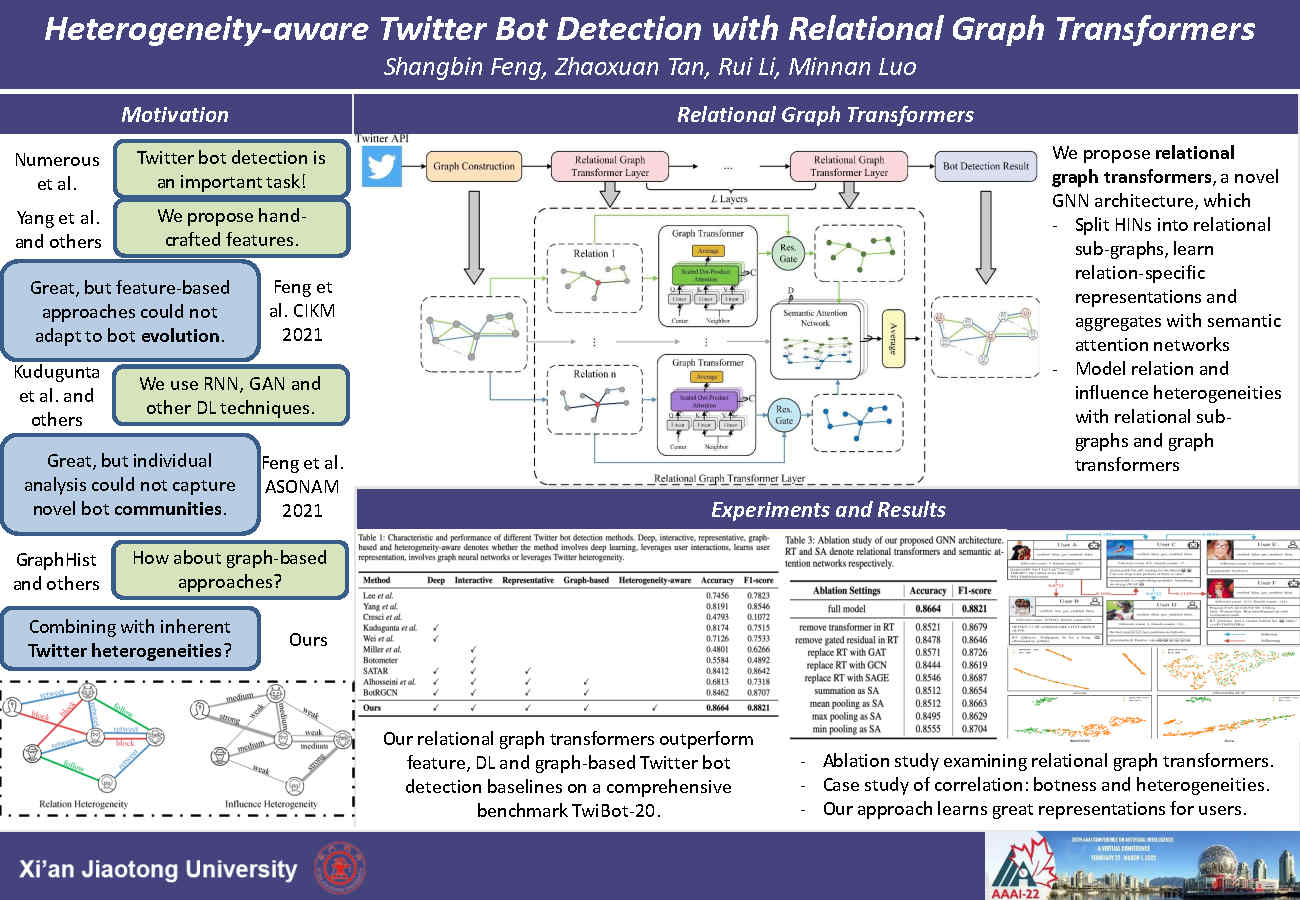 Heterogeneity-aware Twitter Bot Detection with Relational Graph Transformers
Shangbin Feng, Zhaoxuan Tan, Rui Li, Minnan Luo
Motivation
Numerous
et al.
Twitter bot detection is
an important task!
Yang et al.
and others
We propose hand-
crafted features.
Great, but feature-based
approaches could not
adapt to bot evolution.
Feng et
al. CIKM
2021
Kudugunta
et al. and
others
We use RNN, GAN and
other DL techniques.
Great, but individual
analysis could not capture
novel bot communities.
Feng et al.
ASONAM
2021
GraphHist
and others
How about graph-based
approaches?
Combining with inherent
Twitter heterogeneities?
Ours
retweet
block
block
follow
retweet
retweet
block
retweet
follow
Relation Heterogeneity
medium
strong
weak
medium
weak
weak
medium
medium
weak
strong
Influence Heterogeneity
Relational Graph Transformers
Twitter API
Graph Construction
Relational Graph
Transformer Layer
...
Relational Graph
Transformer Layer
Bot Detection Result
L Layers
Relation 1
Graph Transformer
Average
Scaled Dot-Product
Attention
Q K V
Linear Linear Linear
Center Neighbor
Res.
Gate
D
Semantic Attention
Network
Average
Relation n
Graph Transformer
Average
Scaled Dot-Product
Attention
Linear Linear Linear
Center Neighbor
Res.
Gate
Relational Graph Transformer Layer
We propose relational
graph transformers, a novel
GNN architecture, which
- Split HINs into relational
sub-graphs, learn
relation-specific
representations and
aggregates with semantic
attention networks
- Model relation and
influence heterogeneities
with relational sub-
graphs and graph
transformers
Experiments and Results
Table 1: Characteristic and performance of different Twitter bot detection methods. Deep, interactive, representative, graph-
based and heterogeneity-aware denotes whether the method involves deep learning, leverages user interactions, learns user
representation, involves graph neural networks or leverages Twitter heterogeneity.
Method Deep Interactive Representative Graph-based Heterogeneity-aware Accuracy F1-score
Lee et al. 0.7456 0.7823
Yang et al. 0.8191 0.8546
Cresci et al. 0.4793 0.1072
Kudugunta et al. ✓ 0.8174 0.7515
Wei et al. ✓ 0.7126 0.7533
Miller et al. ✓ 0.4801 0.6266
Botometer ✓ 0.5584 0.4892
SATAR ✓ ✓ ✓ 0.8412 0.8642
Alhosseini et al. ✓ ✓ ✓ ✓ 0.6813 0.7318
BotRGCN ✓ ✓ ✓ ✓ 0.8462 0.8707
Ours ✓ ✓ ✓ ✓ ✓ 0.8664 0.8821
Our relational graph transformers outperform
feature, DL and graph-based Twitter bot
detection baselines on a comprehensive
benchmark TwiBot-20.
Table 3: Ablation study of our proposed GNN architecture.
RT and SA denote relational transformers and semantic at-
tention networks respectively.
Ablation Settings Accuracy F1-score
full model 0.8664 0.8821
remove transformer in RT 0.8521 0.8679
remove gated residual in RT 0.8478 0.8646
replace RT with GAT 0.8571 0.8726
replace RT with GCN 0.8444 0.8619
replace RT with SAGE 0.8546 0.8687
summation as SA 0.8512 0.8654
mean pooling as SA 0.8512 0.8663
max pooling as SA 0.8495 0.8629
min pooling as SA 0.8555 0.8704
User A
User C
User E
User F
User B
User D
- Ablation study examining relational graph transformers.
- Case study of correlation: botness and heterogeneities.
- Our approach learns great representations for users.
Xi'an Jiaotong University
AAAI-22
36TH AAAI CONFERENCE ON ARTIFICIAL INTELLIGENCE
A VIRTUAL CONFERENCE
FEBRUARY 22 - MARCH 1, 2022